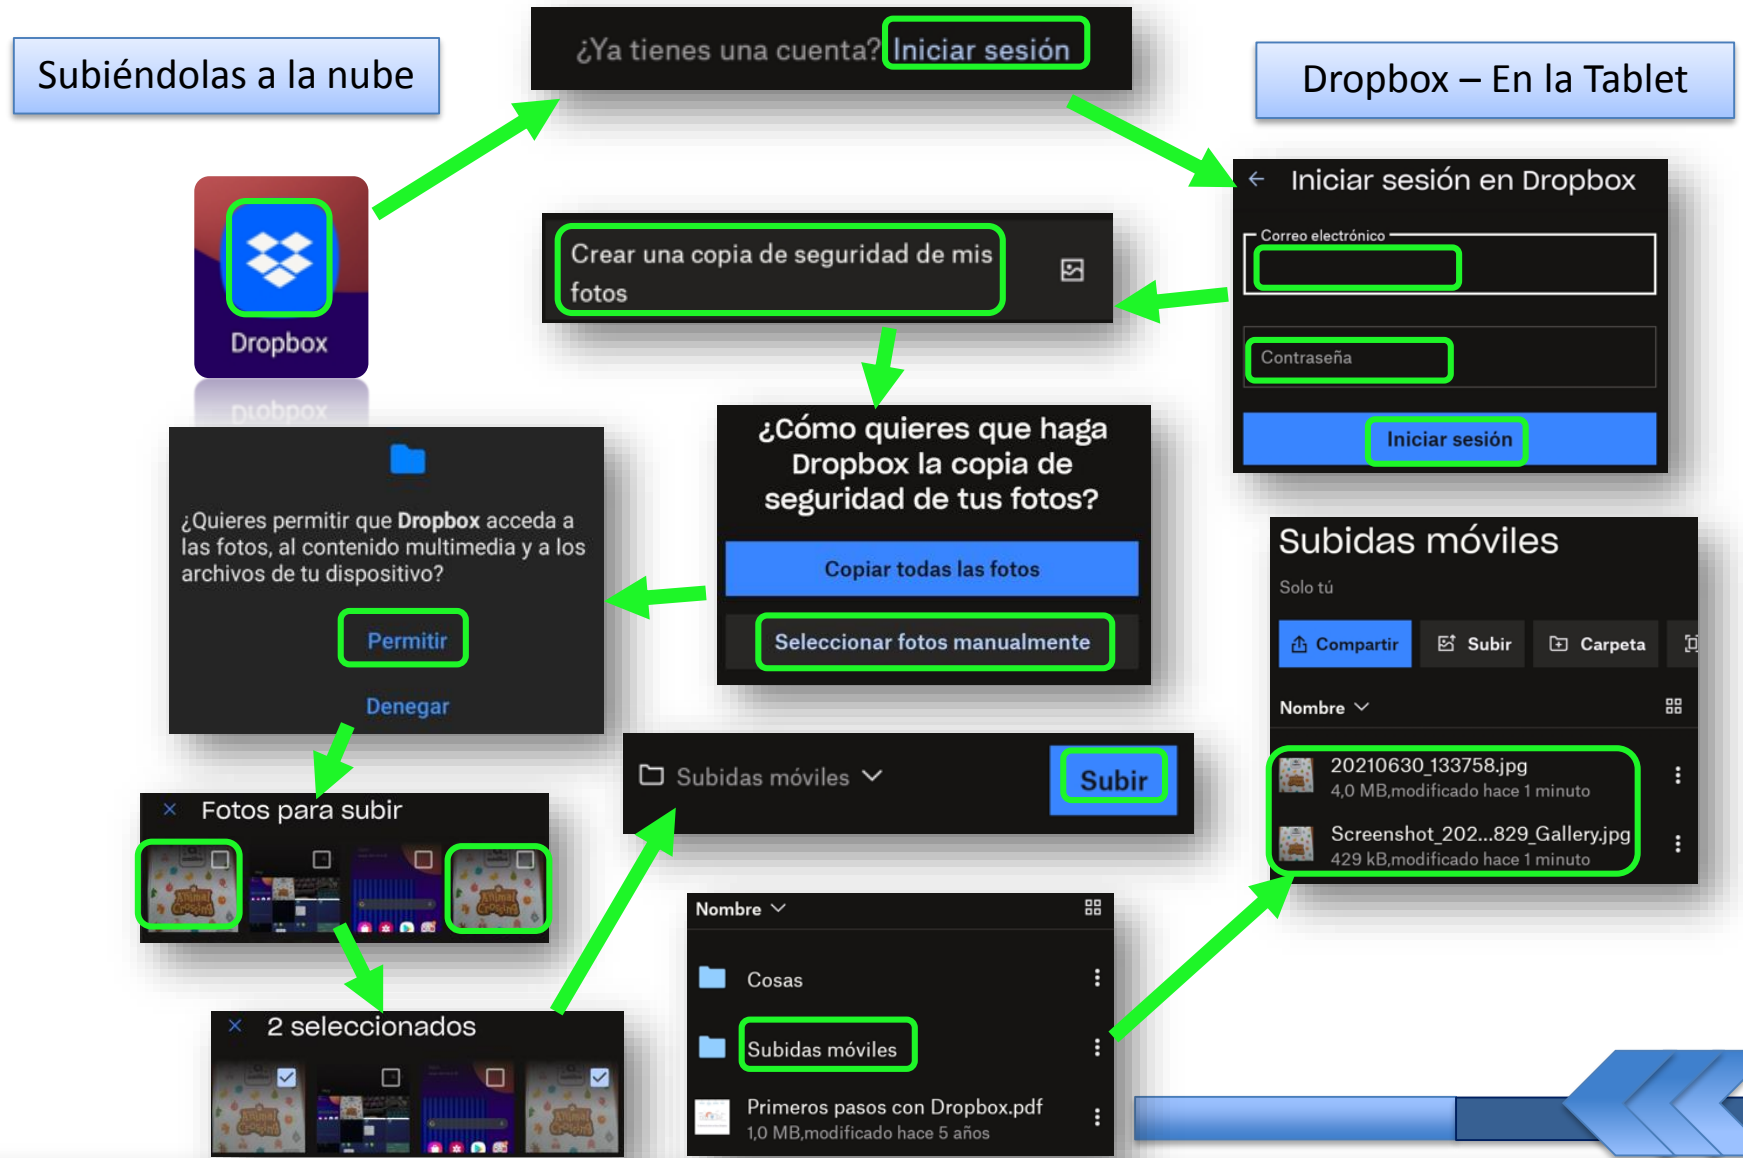 Subiéndolas a la nube
¿Ya tienes una cuenta? Iniciar sesión
Dropbox – En la Tablet
Dropbox
Iniciar sesión en Dropbox
Correo electrónico
Contraseña
Iniciar sesión
Crear una copia de seguridad de mis
fotos
¿Cómo quieres que haga
Dropbox la copia de
seguridad de tus fotos?
Copiar todas las fotos
Seleccionar fotos manualmente
¿Quieres permitir que Dropbox acceda a
las fotos, al contenido multimedia y a los
archivos de tu dispositivo?
Permitir
Denegar
Fotos para subir
Animal
Crossing
Animal
Crossing
2 seleccionados
Subidas móviles
Subir
Nombre
Cosas
Subidas móviles
Primeros pasos con Dropbox.pdf
1,0 MB,modificado hace 5 años
Subidas móviles
Solo tú
Compartir
Subir
Carpeta
Nombre
20210630_133758.jpg
4,0 MB,modificado hace 1 minuto
Screenshot_202...829_Gallery.jpg
429 kB,modificado hace 1 minuto